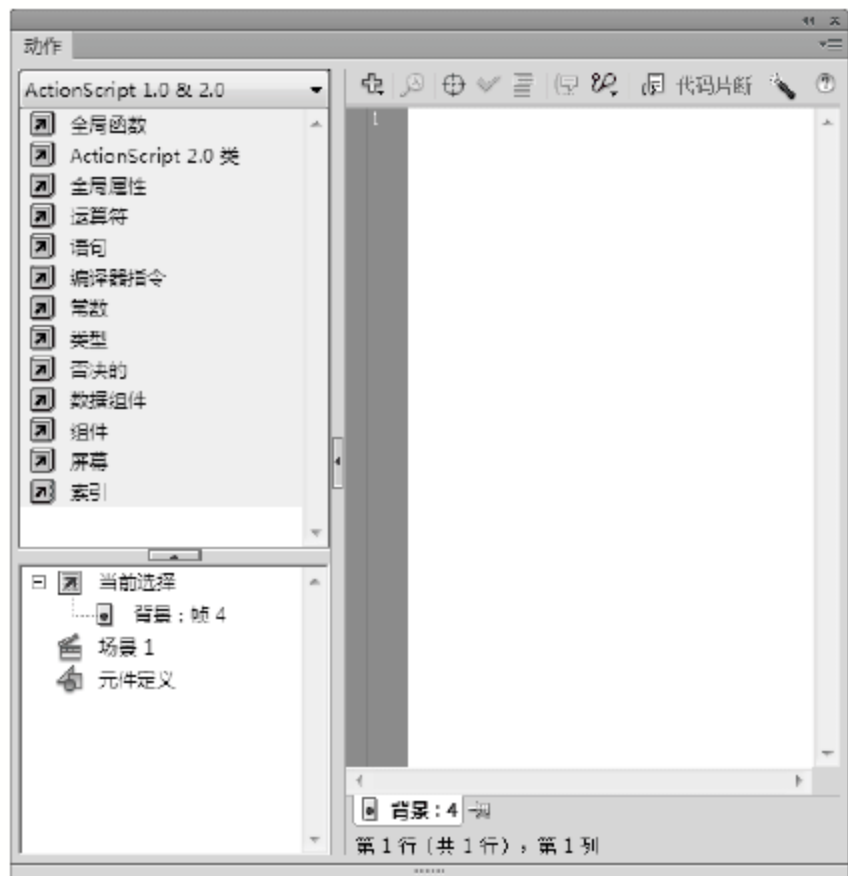 动作
ActionScript 1.0 & 2.0
全局函数
ActionScript 2.0 类
全局属性
运算符
语句
编译器指令
常数
类型
否决的
数据组件
组件
屏幕
索引
当前选择
背景：帧 4
场景 1
元件定义
代码片断
1
背景：4
第 1 行（共 1 行），第 1 列